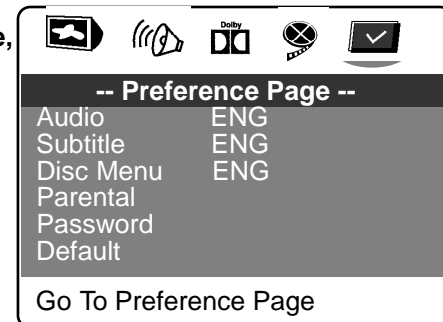 e,
Dolby
-- Preference Page --
Audio ENG
Subtitle ENG
Disc Menu ENG
Parental
Password
Default
Go To Preference Page